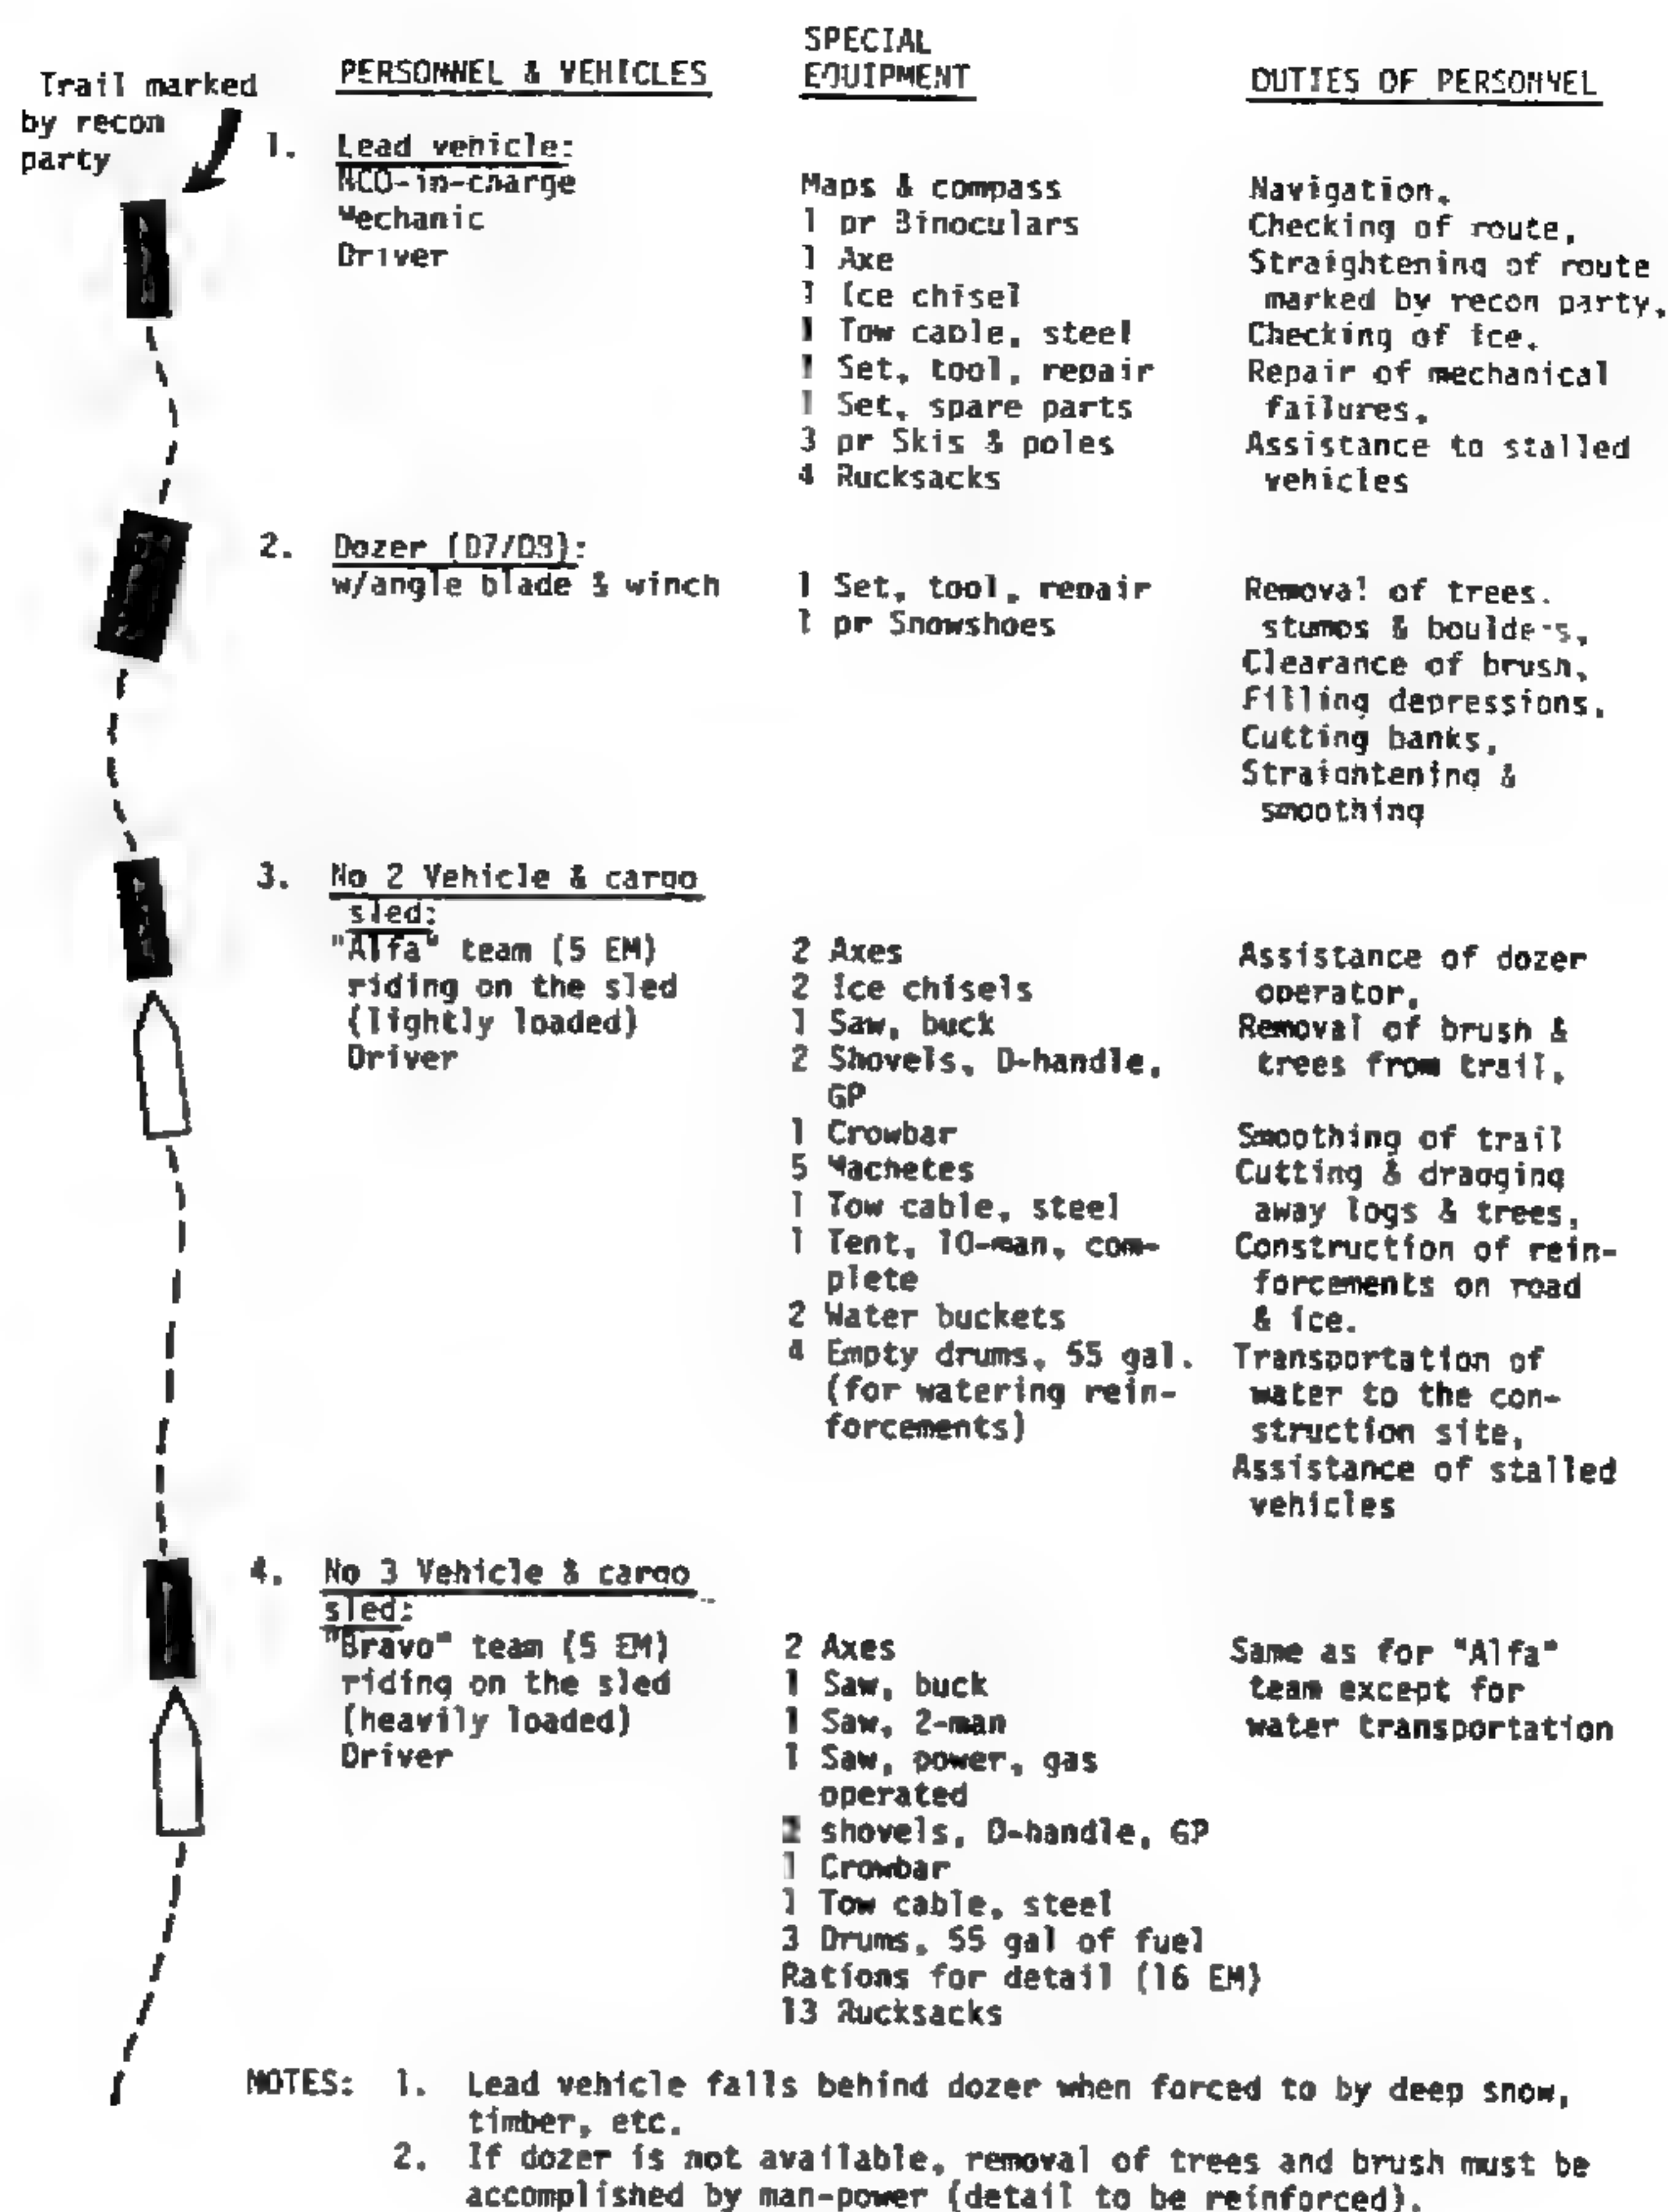 Trail marked
by recon
party
PERSONNEL & VEHICLES
SPECIAL
EQUIPMENT
DUTIES OF PERSONNEL
1. Lead vehicle:
NCO-in-charge
Mechanic
Driver
Maps & compass
1 pr Binoculars
1 Axe
1 Ice chisel
1 Tow cable, steel
1 Set, tool, repair
1 Set, spare parts
3 pr Skis & poles
4 Rucksacks
Navigation,
Checking of route,
Straightening of route
marked by recon party,
Checking of ice.
Repair of mechanical
failures,
Assistance to stalled
vehicles
2. Dozer (D7/D8):
w/angle blade & winch
1 Set, tool, repair
1 pr Snowshoes
Removal of trees.
stumps & boulders,
Clearance of brush,
Filling depressions,
Cutting banks,
Straightening &
smoothing
3. No 2 Vehicle & cargo
sled:
"Alfa" team (5 EM)
riding on the sled
(lightly loaded)
Driver
2 Axes
2 Ice chisels
1 Saw, buck
2 Shovels, D-handle,
GP
1 Crowbar
5 Machetes
1 Tow cable, steel
1 Tent, 10-man, com-
plete
2 Water buckets
4 Empty drums, 55 gal.
(for watering rein-
forcements)
Assistance of dozer
operator,
Removal of brush &
trees from trail,
Smoothing of trail
Cutting & dragging
away logs & trees,
Construction of rein-
forcements on road
& ice.
Transportation of
water to the con-
struction site,
Assistance of stalled
vehicles
4. No 3 Vehicle & cargo
sled:
"Bravo" team (5 EM)
riding on the sled
(heavily loaded)
Driver
2 Axes
1 Saw, buck
1 Saw, 2-man
1 Saw, power, gas
operated
2 shovels, D-handle, GP
1 Crowbar
1 Tow cable, steel
3 Drums, 55 gal of fuel
Rations for detail (16 EM)
13 Rucksacks
Same as for "Alfa"
team except for
water transportation
NOTES: 1. Lead vehicle falls behind dozer when forced to by deep snow,
timber, etc.
2. If dozer is not available, removal of trees and brush must be
accomplished by man-power (detail to be reinforced).